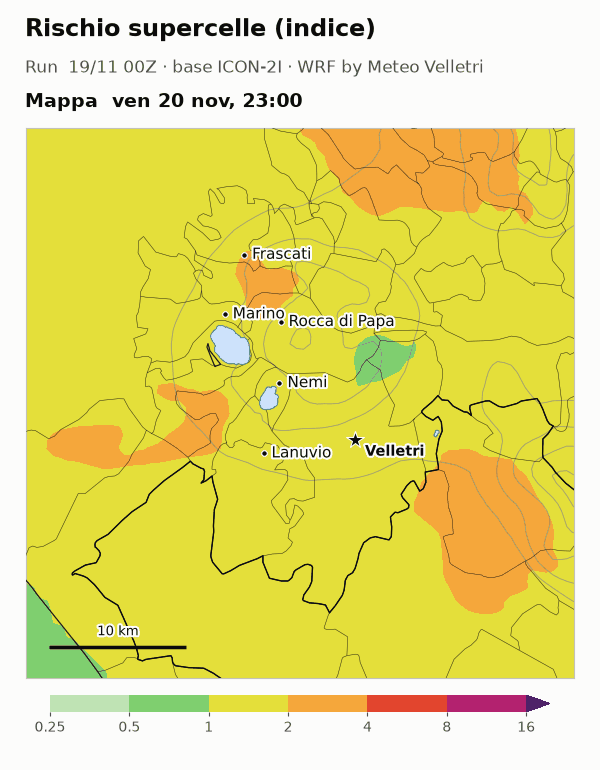 Rischio supercelle (indice)
Run 19/11 00Z · base ICON-2I · WRF by Meteo Velletri
Mappa ven 20 nov, 23:00
Frascati
Marino
Rocca di Papa
Nemi
Velletri
Lanuvio
10 km
0.25 0.5 1 2 4 8 16